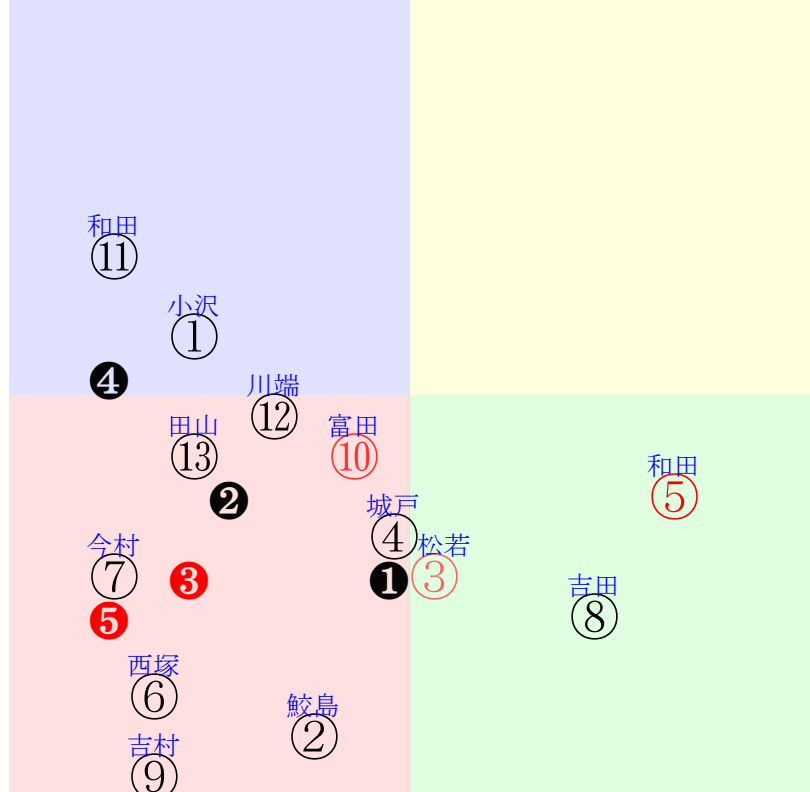 和田
⑪
小沢
①
❹
川端
⑫
田山
⑬
富田
⑩
❷
和田
⑤
城戸
④
松若
③
今村
⑦
❸
❶
吉田
⑧
❺
西塚
⑥
鮫島
②
吉村
⑨